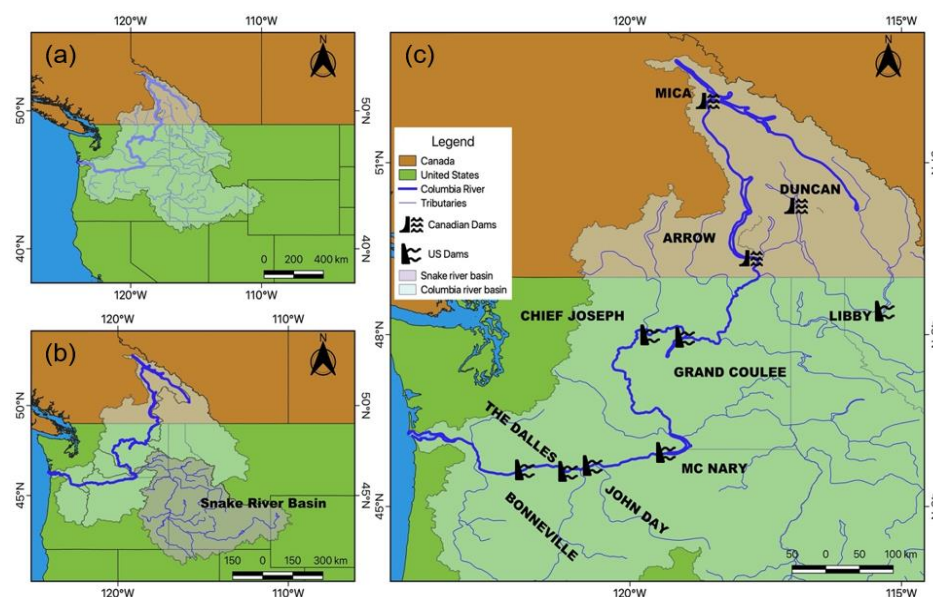 (a)
120°W
110°W
50°N
40°N
0 200 400 km
120°W
110°W
(b)
120°W
110°W
50°N
45°N
Snake River Basin
150 0 150 300 km
120°W
110°W
(c)
120°W
115°W
51°N
48°N
45°N
MICA
DUNCAN
ARROW
CHIEF JOSEPH
LIBBY
GRAND COULEE
THE DALLES
MC NARY
JOHN DAY
BONNEVILLE
50 0 50 100 km
120°W
115°W
Legend
Canada
United States
Columbia River
Tributaries
Canadian Dams
US Dams
Snake river basin
Columbia river basin
50°N
40°N
50°N
45°N